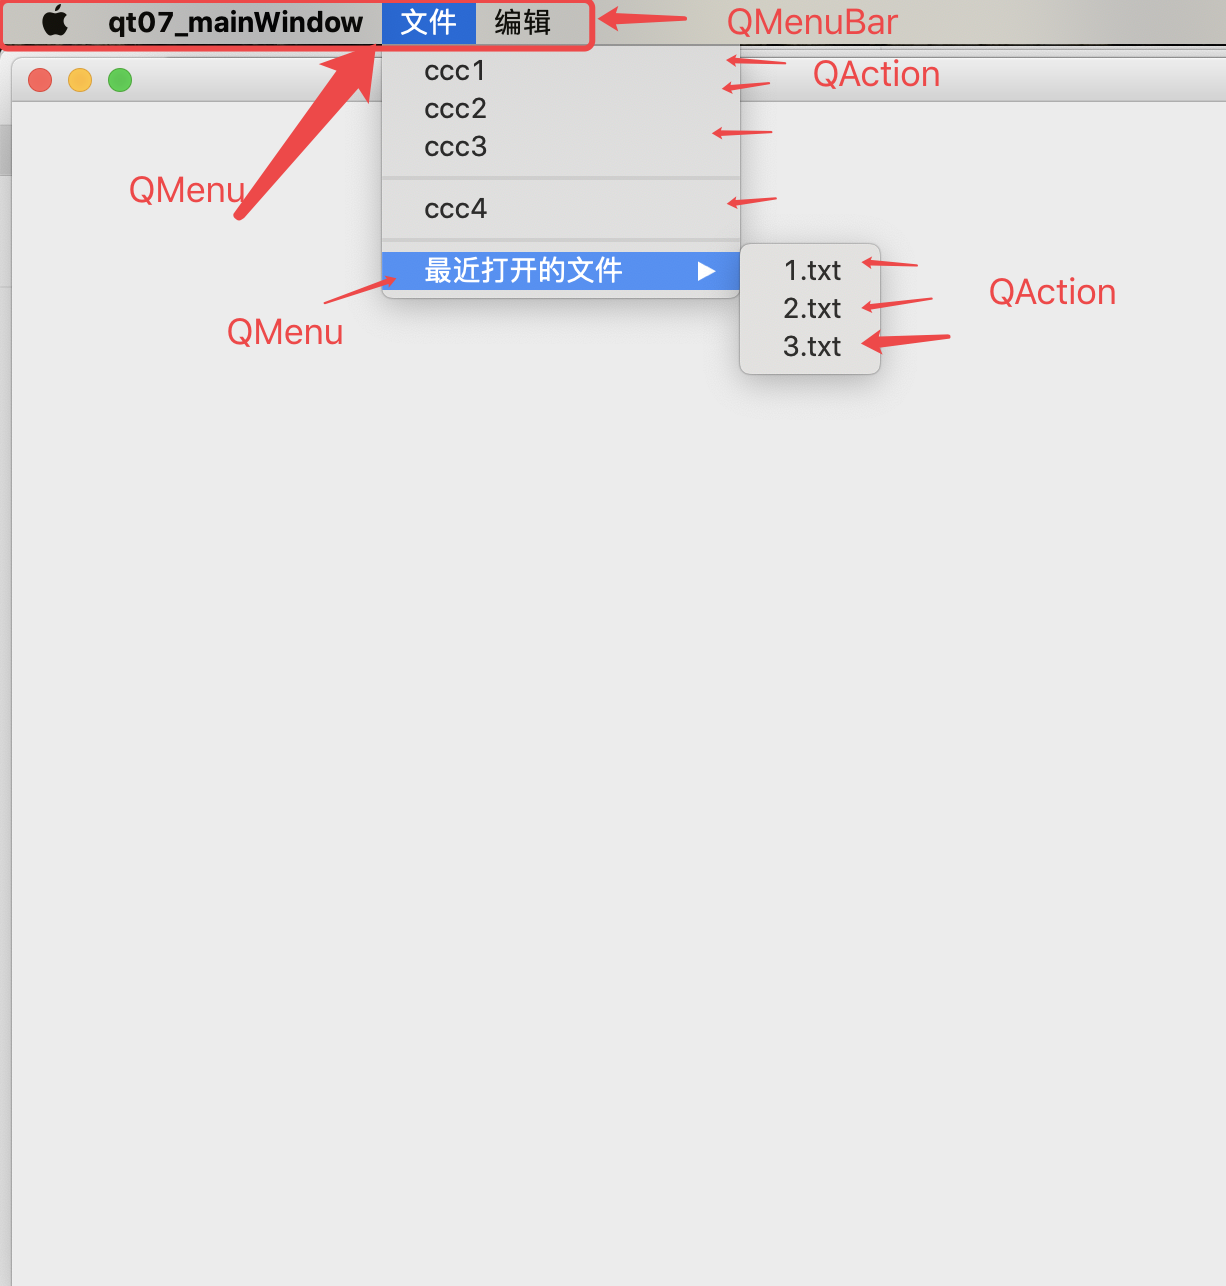 qt07_mainWindow 文件 编辑 QMenuBar
ccc1 QAction
ccc2
ccc3
QMenu
ccc4
最近打开的文件 1.txt
QAction
2.txt
QMenu
3.txt